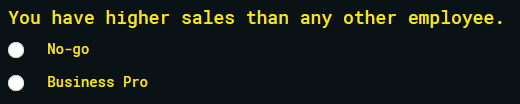 You have higher sales than any other employee.
No-go
Business Pro